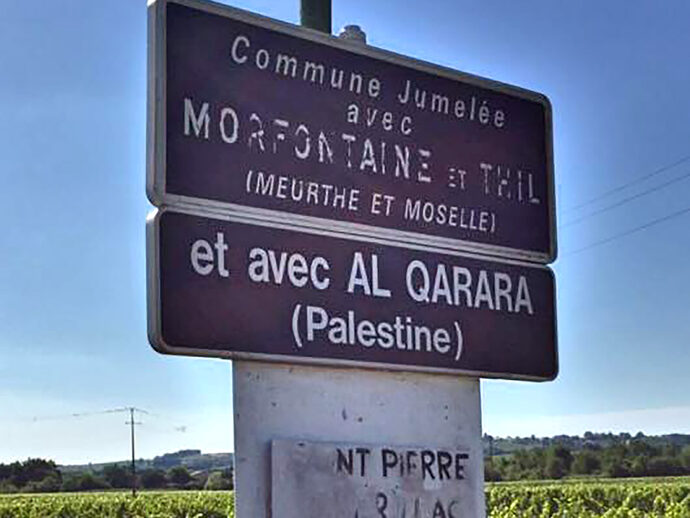 Commune Jumelée
avec
MORFONTAINE ET THIL
(MEURTHE ET MOSELLE)
et avec AL QARARA
(Palestine)
NT PIERRE